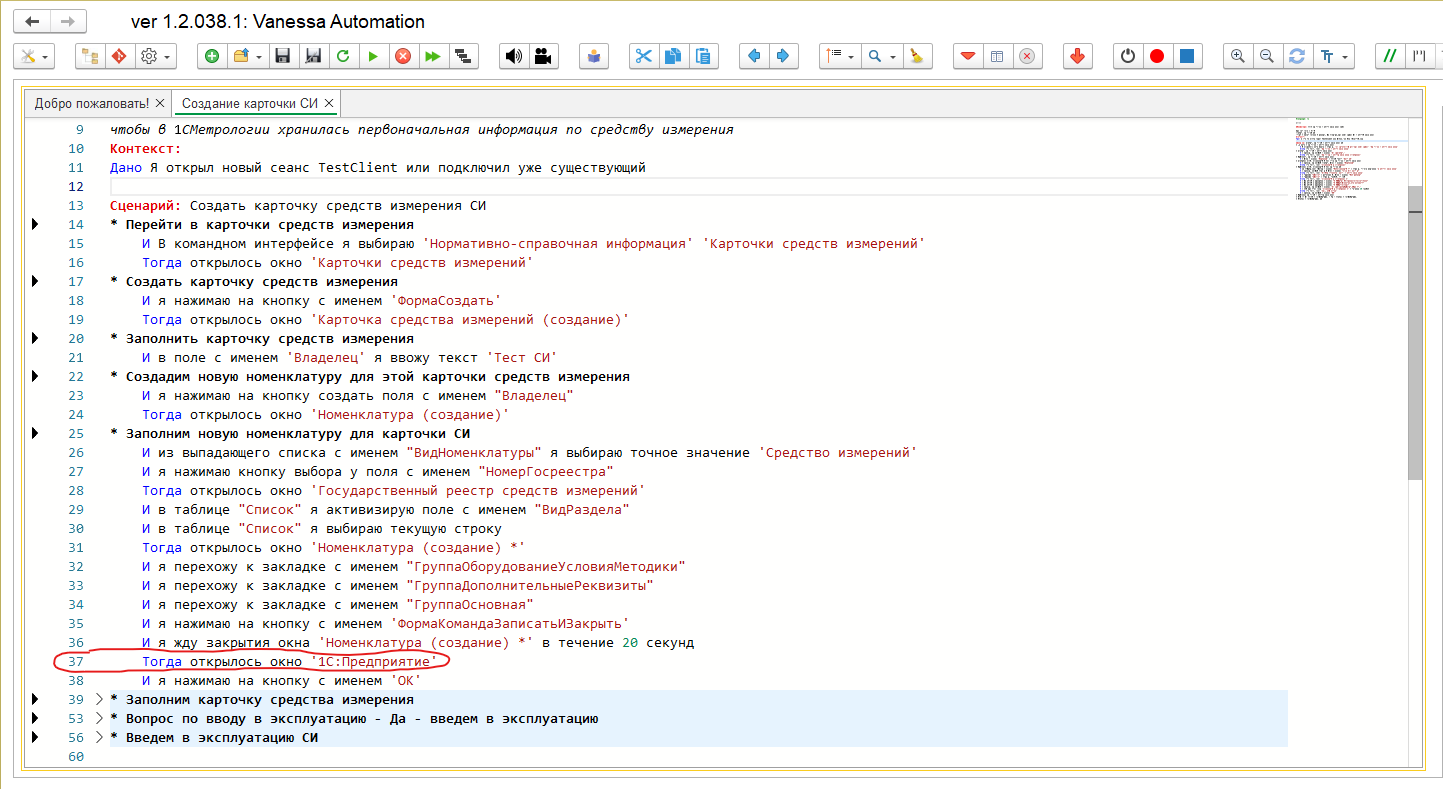 ver 1.2.038.1: Vanessa Automation
Добро пожаловать! × Создание карточки СИ ×
9 чтобы в 1СМетрологии хранилась первоначальная информация по средству измерения
10 Контекст:
11 Дано Я открыл новый сеанс TestClient или подключил уже существующий
12
13 Сценарий: Создать карточку средств измерения СИ
14 * Перейти в карточки средств измерения
15 И В командном интерфейсе я выбираю 'Нормативно-справочная информация' 'Карточки средств измерений'
16 Тогда открылось окно 'Карточки средств измерений'
17 * Создать карточку средств измерения
18 И я нажимаю на кнопку с именем 'ФормаСоздать'
19 Тогда открылось окно 'Карточка средства измерений (создание)'
20 * Заполнить карточку средств измерения
21 И в поле с именем 'Владелец' я ввожу текст 'Тест СИ'
22 * Создадим новую номенклатуру для этой карточки средств измерения
23 И я нажимаю на кнопку создать поля с именем "Владелец"
24 Тогда открылось окно 'Номенклатура (создание)'
25 * Заполним новую номенклатуру для карточки СИ
26 И из выпадающего списка с именем "ВидНоменклатуры" я выбираю точное значение 'Средство измерений'
27 И я нажимаю кнопку выбора у поля с именем "НомерГосреестра"
28 Тогда открылось окно 'Государственный реестр средств измерений'
29 И в таблице "Список" я активизирую поле с именем "ВидРаздела"
30 И в таблице "Список" я выбираю текущую строку
31 Тогда открылось окно 'Номенклатура (создание) *'
32 И я перехожу к закладке с именем "ГруппаОборудованиеУсловияМетодики"
33 И я перехожу к закладке с именем "ГруппаДополнительныеРеквизиты"
34 И я перехожу к закладке с именем "ГруппаОсновная"
35 И я нажимаю на кнопку с именем 'ФормаКомандаЗаписатьИЗакрыть'
36 И я жду закрытия окна 'Номенклатура (создание) *' в течение 20 секунд
37 Тогда открылось окно '1С:Предприятие'
38 И я нажимаю на кнопку с именем 'OK'
39 * Заполним карточку средства измерения
53 * Вопрос по вводу в эксплуатацию - Да - введем в эксплуатацию
56 * Введем в эксплуатацию СИ
60